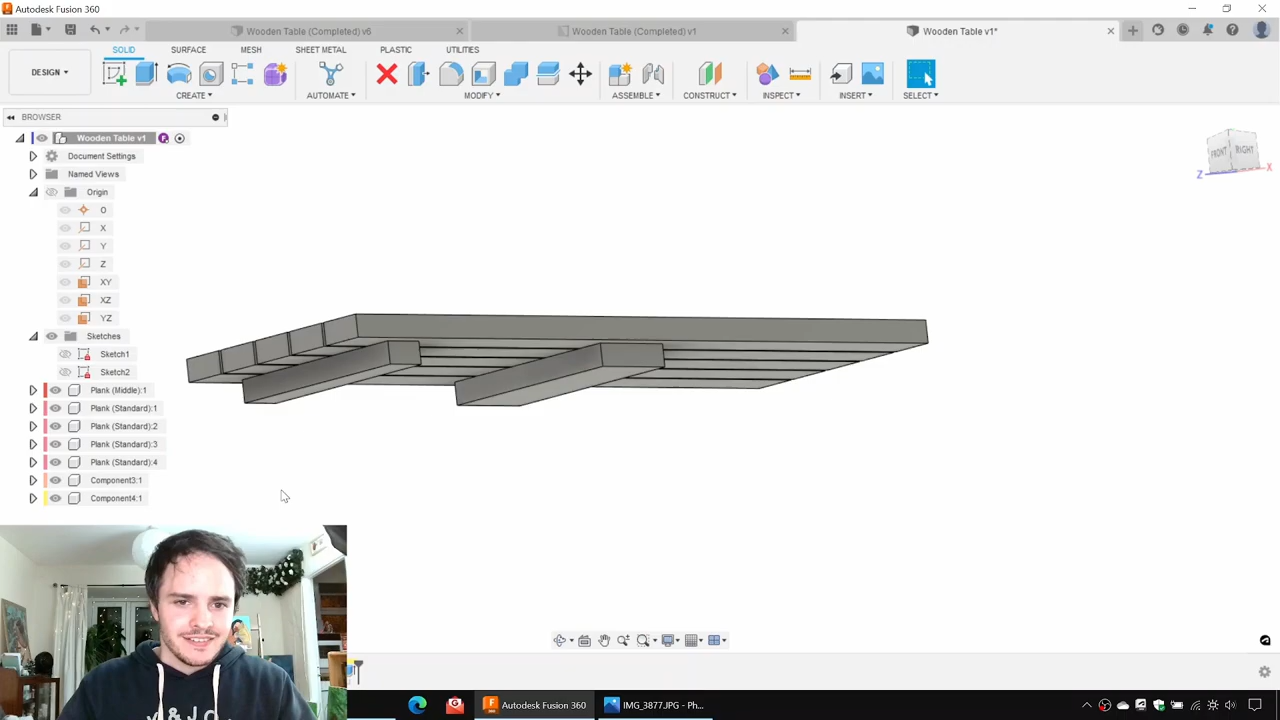 Autodesk Fusion 360
Wooden Table (Completed) v6
Wooden Table (Completed) v1
Wooden Table v1*
DESIGN
SOLID
SURFACE
MESH
SHEET METAL
PLASTIC
UTILITIES
CREATE
AUTOMATE
MODIFY
ASSEMBLE
CONSTRUCT
INSPECT
INSERT
SELECT
BROWSER
Wooden Table v1
Document Settings
Named Views
Origin
O
X
Y
Z
XY
XZ
YZ
Sketches
Sketch1
Sketch2
Plank (Middle):1
Plank (Standard):1
Plank (Standard):2
Plank (Standard):3
Plank (Standard):4
Component3:1
Component4:1
FRONT
RIGHT
Z
X
Autodesk Fusion 360
IMG_3877.JPG - Ph...